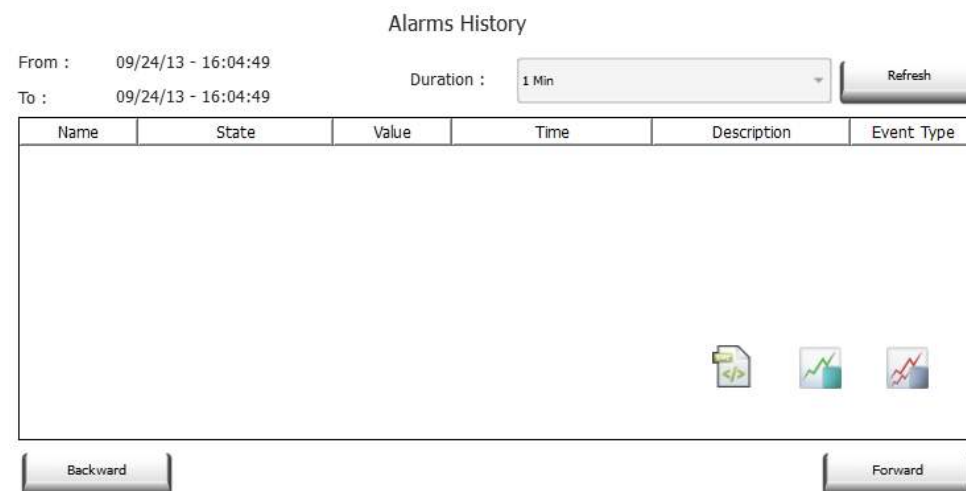 Alarms History
From : 09/24/13 - 16:04:49
Duration : 1 Min Refresh
To : 09/24/13 - 16:04:49
Name State Value Time Description Event Type
</>
Backward Forward